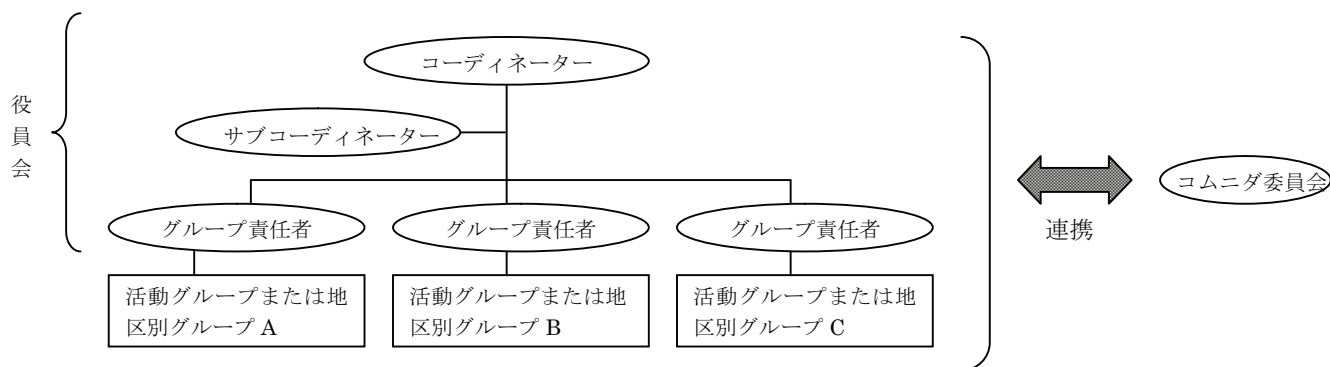 コーディネーター
役員会
サブコーディネーター
グループ責任者
グループ責任者
グループ責任者
連携
コムニダ委員会
活動グループまたは地
区別グループ A
活動グループまたは地
区別グループ B
活動グループまたは地
区別グループ C